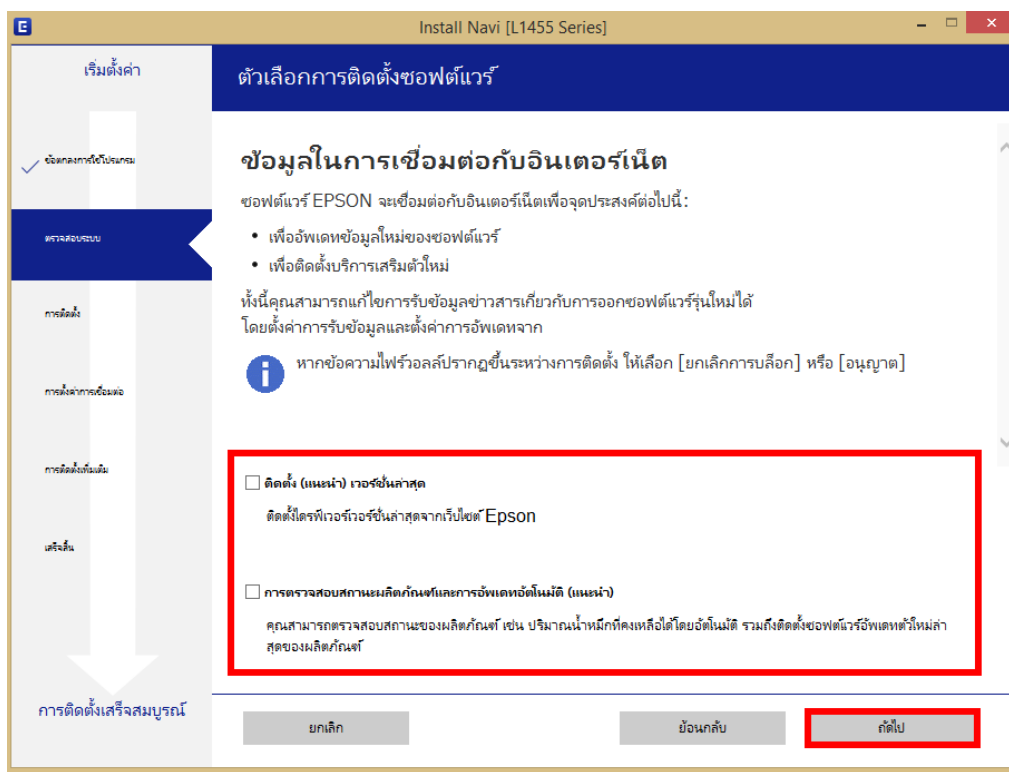 E
Install Navi [L1455 Series]
เริ่มตั้งค่า
ตัวเลือกการติดตั้งซอฟต์แวร์
ข้อตกลงการใช้โปรแกรม
ตรวจสอบระบบ
การติดตั้ง
การตั้งค่าการเชื่อมต่อ
การติดตั้งเพิ่มเติม
เสร็จสิ้น
การติดตั้งเสร็จสมบูรณ์
ข้อมูลในการเชื่อมต่อกับอินเตอร์เน็ต
ซอฟต์แวร์ EPSON จะเชื่อมต่อกับอินเตอร์เน็ตเพื่อจุดประสงค์ต่อไปนี้:
• เพื่ออัพเดทข้อมูลใหม่ของซอฟต์แวร์
• เพื่อติดตั้งบริการเสริมตัวใหม่
ทั้งนี้คุณสามารถแก้ไขการรับข้อมูลข่าวสารเกี่ยวกับการออกซอฟต์แวร์รุ่นใหม่ได้
โดยตั้งค่าการรับข้อมูลและตั้งค่าการอัพเดทจาก
หากข้อความไฟร์วอลล์ปรากฏขึ้นระหว่างการติดตั้ง ให้เลือก [ยกเลิกการบล็อก] หรือ [อนุญาต]
ติดตั้ง (แนะนำ) เวอร์ชั่นล่าสุด
ติดตั้งไดรฟ์เวอร์เวอร์ชั่นล่าสุดจากเว็บไซต์ Epson
การตรวจสอบสถานะผลิตภัณฑ์และการอัพเดทอัตโนมัติ (แนะนำ)
คุณสามารถตรวจสอบสถานะของผลิตภัณฑ์ เช่น ปริมาณน้ำหมึกที่คงเหลือได้โดยอัตโนมัติ รวมถึงติดตั้งซอฟต์แวร์อัพเดทตัวใหม่ล่า
สุดของผลิตภัณฑ์
ยกเลิก
ย้อนกลับ
ถัดไป